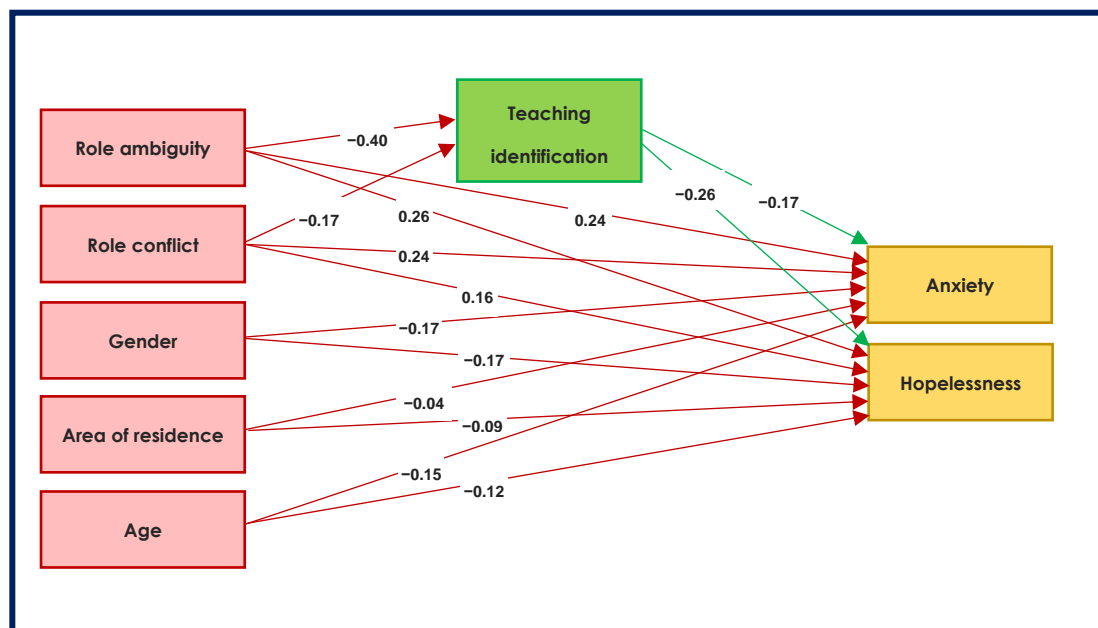 Teaching
identification
Role ambiguity
−0.40
−0.26
−0.17
0.26
0.24
−0.17
Role conflict
0.24
Anxiety
0.16
−0.17
Gender
−0.17
Hopelessness
−0.04
−0.09
Area of residence
−0.15
−0.12
Age